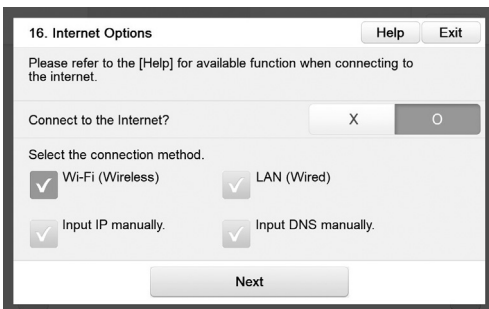 16. Internet Options
Help
Exit
Please refer to the [Help] for available function when connecting to
the internet.
Connect to the Internet?
X
O
Select the connection method.
Wi-Fi (Wireless)
LAN (Wired)
Input IP manually.
Input DNS manually.
Next